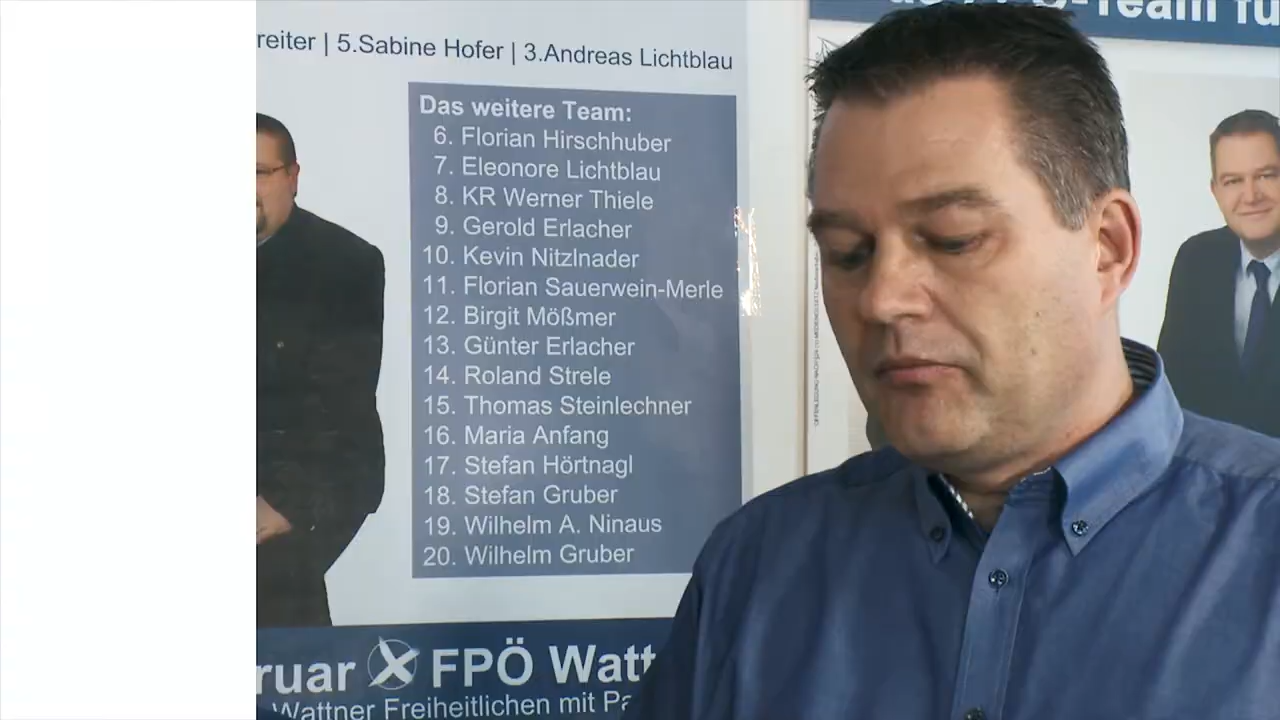 reiter | 5.Sabine Hofer | 3.Andreas Lichtblau
Das weitere Team:
6. Florian Hirschhuber
7. Eleonore Lichtblau
8. KR Werner Thiele
9. Gerold Erlacher
10. Kevin Nitzlnader
11. Florian Sauerwein-Merle
12. Birgit Mößmer
13. Günter Erlacher
14. Roland Strele
15. Thomas Steinlechner
16. Maria Anfang
17. Stefan Hörtnagl
18. Stefan Gruber
19. Wilhelm A. Ninaus
20. Wilhelm Gruber
ruar FPÖ Watt
Wattner Freiheitlichen mit Pa
-Team fü